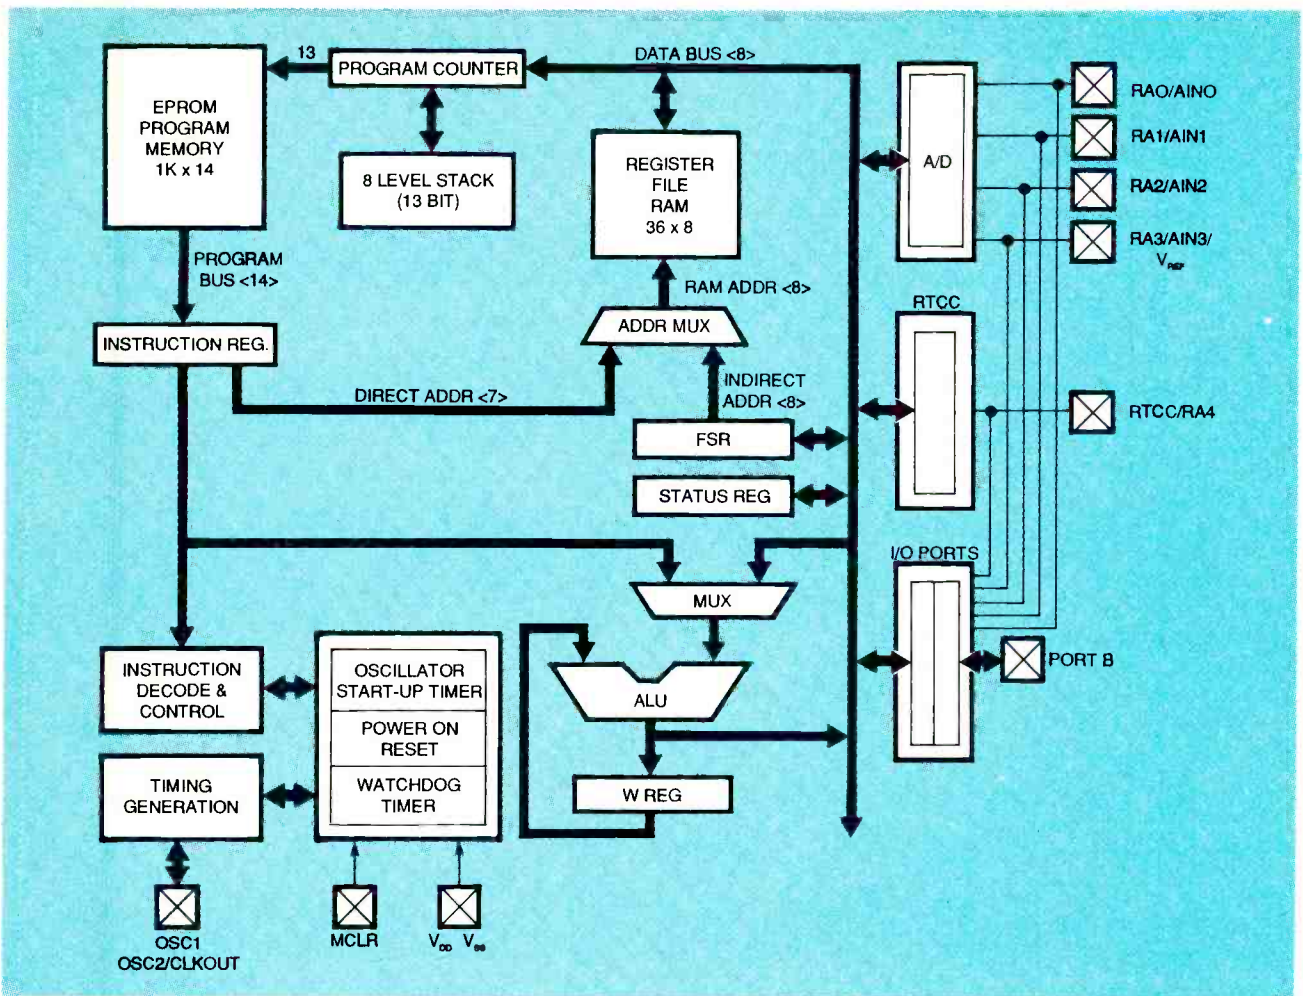 13
PROGRAM COUNTER
DATA BUS <8>
EPROM
PROGRAM
MEMORY
1K x 14
8 LEVEL STACK
(13 BIT)
REGISTER
FILE
RAM
36 x 8
A/D
RAO/AINO
RA1/AIN1
RA2/AIN2
RA3/AIN3/
VREF
PROGRAM
BUS <14>
RAM ADDR <8>
INSTRUCTION REG.
ADDR MUX
RTCC
DIRECT ADDR <7>
INDIRECT
ADDR <8>
RTCC/RA4
FSR
STATUS REG
I/O PORTS
MUX
INSTRUCTION
DECODE &
CONTROL
OSCILLATOR
START-UP TIMER
POWER ON
RESET
WATCHDOG
TIMER
ALU
PORT B
TIMING
GENERATION
W REG
OSC1
OSC2/CLKOUT
MCLR
VDD VSS